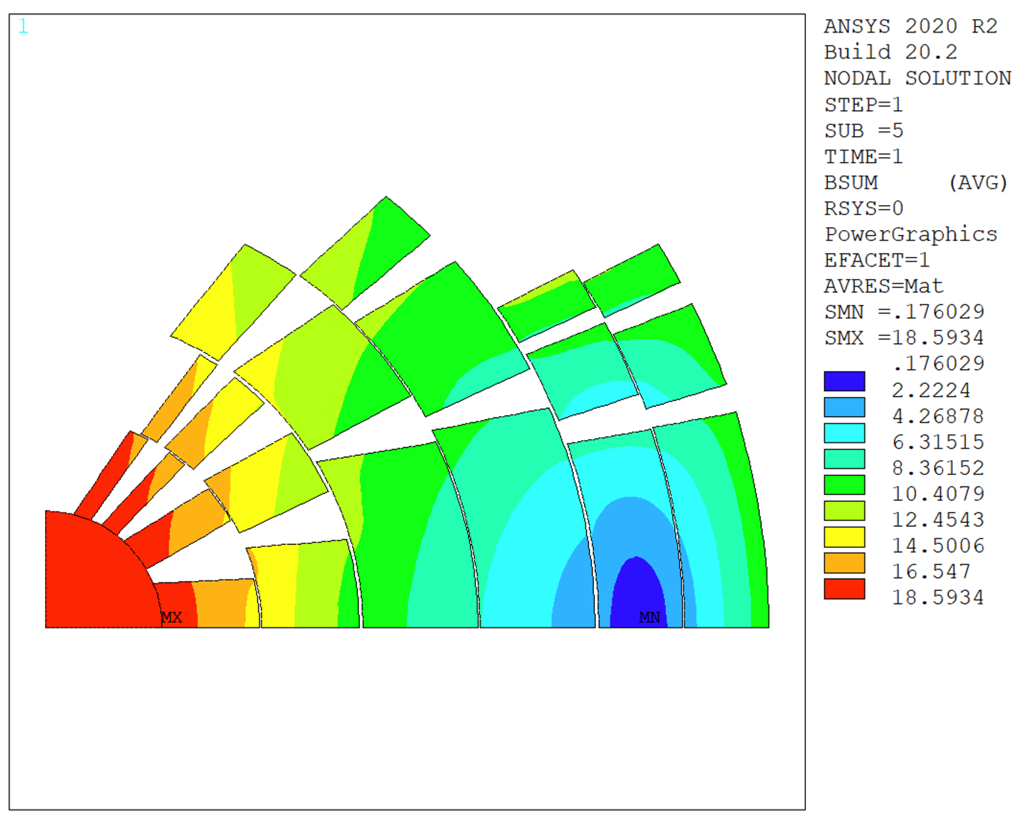 1
ANSYS 2020 R2
Build 20.2
NODAL SOLUTION
STEP=1
SUB =5
TIME=1
BSUM (AVG)
RSYS=0
PowerGraphics
EFACET=1
AVRES=Mat
SMN =.176029
SMX =18.5934
.176029
2.2224
4.26878
6.31515
8.36152
10.4079
12.4543
14.5006
16.547
18.5934
MX
MN